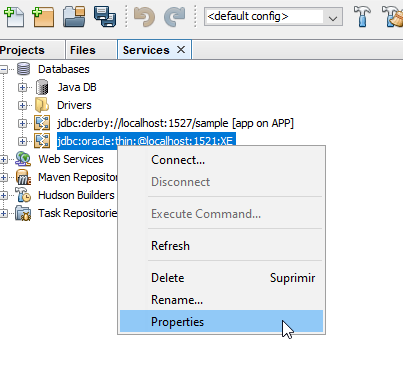 <default config>
Projects Files Services ×
Databases
Java DB
Drivers
jdbc:derby://localhost:1527/sample [app on APP]
jdbc:oracle:thin:@localhost:1521:XE
Web Services
Maven Repositor
Hudson Builders
Task Repositorie
Connect...
Disconnect
Execute Command...
Refresh
Delete Suprimir
Rename...
Properties